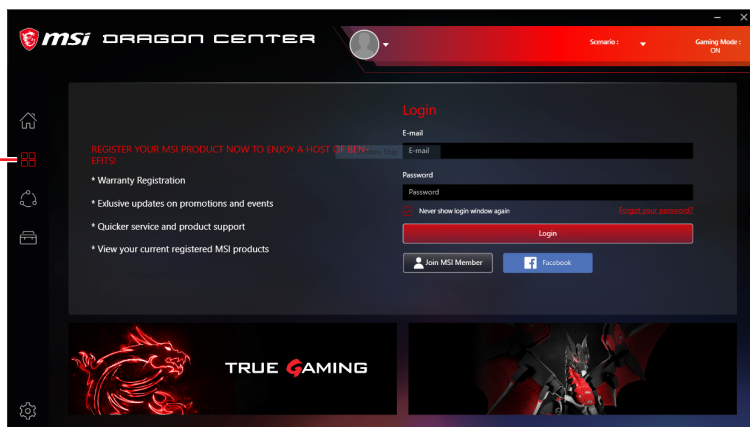 msi DRAGON CENTER
Scenario :
Gaming Mode :
ON
Login
E-mail
REGISTER YOUR MSI PRODUCT NOW TO ENJOY A HOST OF BEN-
EFITS!
E-mail
* Warranty Registration
Password
Password
* Exlusive updates on promotions and events
Never show login window again
Forgot your password?
* Quicker service and product support
Login
* View your current registered MSI products
Join MSI Member
Facebook
TRUE GAMING